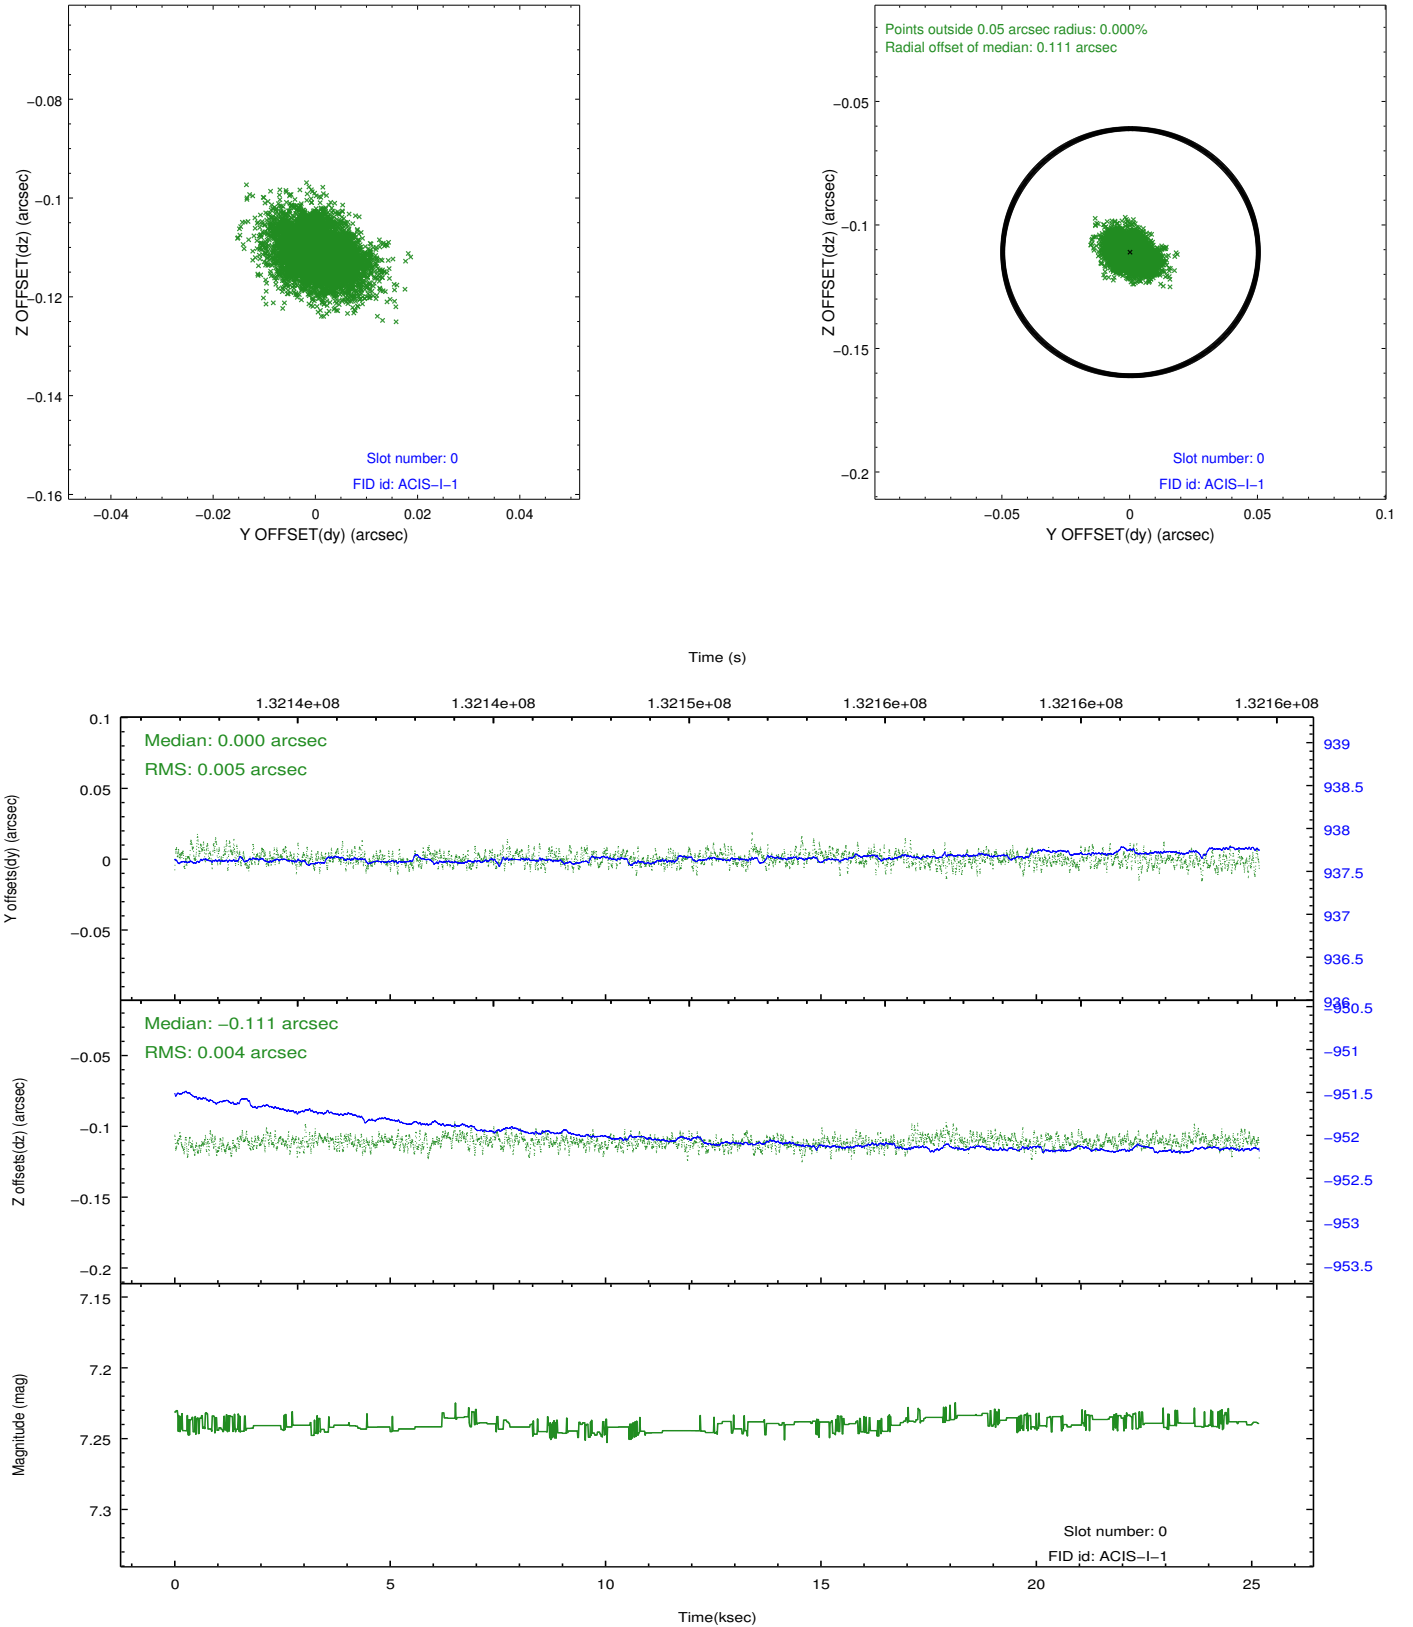 −0.08
−0.1
−0.12
−0.14
−0.16
Z OFFSET(dz) (arcsec)
Slot number: 0
FID id: ACIS−I−1
−0.04
−0.02
0
0.02
0.04
Y OFFSET(dy) (arcsec)
Points outside 0.05 arcsec radius: 0.000%
Radial offset of median: 0.111 arcsec
−0.05
−0.1
−0.15
−0.2
Z OFFSET(dz) (arcsec)
Slot number: 0
FID id: ACIS−I−1
−0.05
0
0.05
0.1
Y OFFSET(dy) (arcsec)
Time (s)
1.3214e+08
1.3214e+08
1.3215e+08
1.3216e+08
1.3216e+08
1.3216e+08
Median: 0.000 arcsec
RMS: 0.005 arcsec
0.1
0.05
0
−0.05
Y offsets(dy) (arcsec)
939
938.5
938
937.5
937
936.5
936
Median: −0.111 arcsec
RMS: 0.004 arcsec
−0.05
−0.1
−0.15
−0.2
Z offsets(dz) (arcsec)
−950.5
−951
−951.5
−952
−952.5
−953
−953.5
7.15
7.2
7.25
7.3
Magnitude (mag)
Slot number: 0
FID id: ACIS−I−1
0
5
10
15
20
25
Time(ksec)